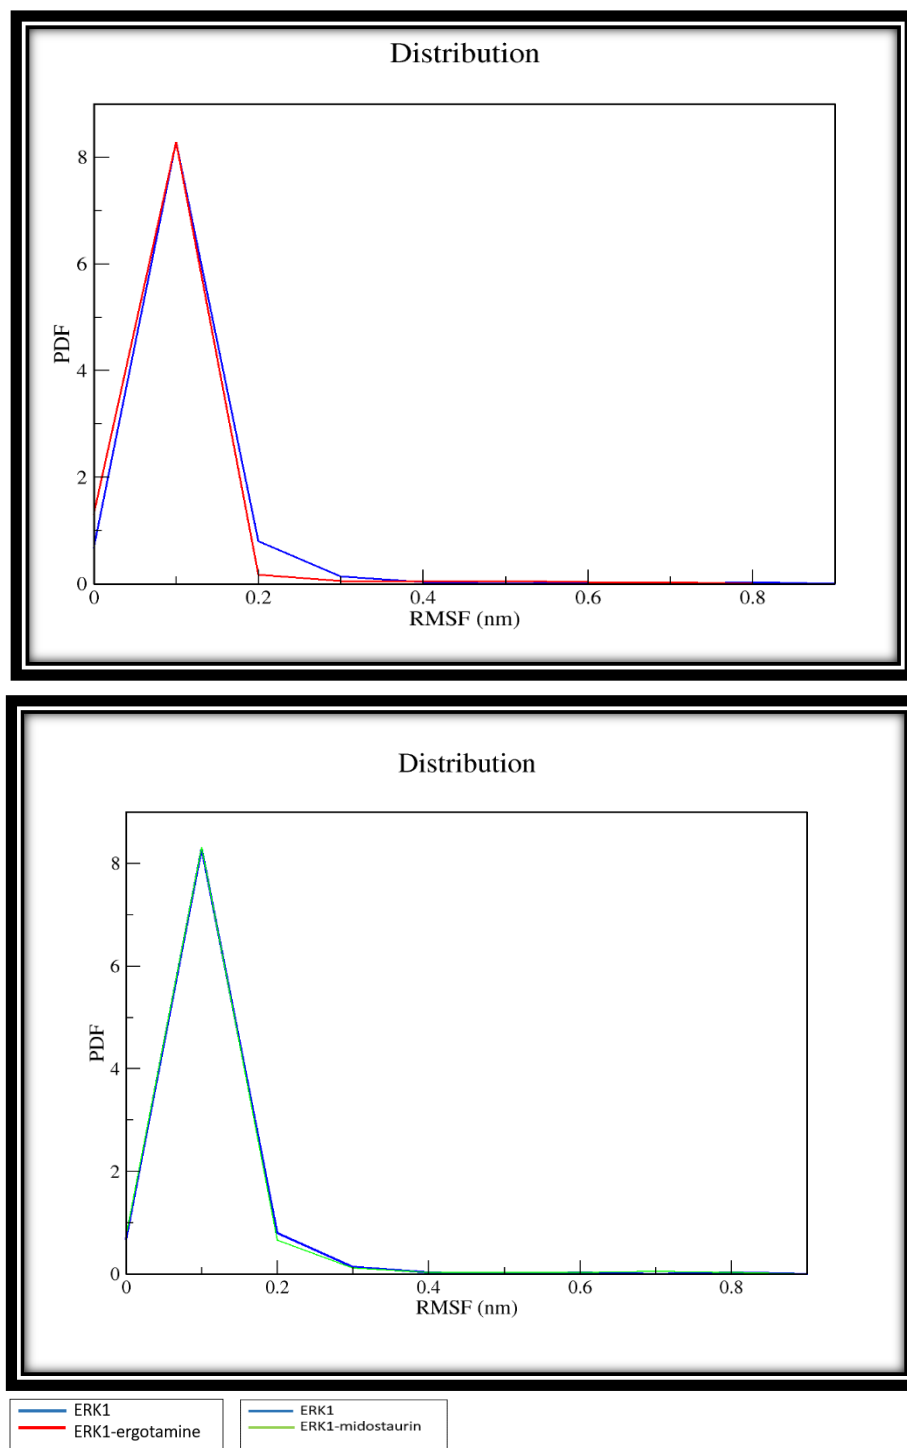 Distribution
8
6
4
2
0
PDF
0 0.2 0.4 0.6 0.8
RMSF (nm)
Distribution
8
6
4
2
0
PDF
0 0.2 0.4 0.6 0.8
RMSF (nm)
ERK1
ERK1-ergotamine
ERK1
ERK1-midostaurin